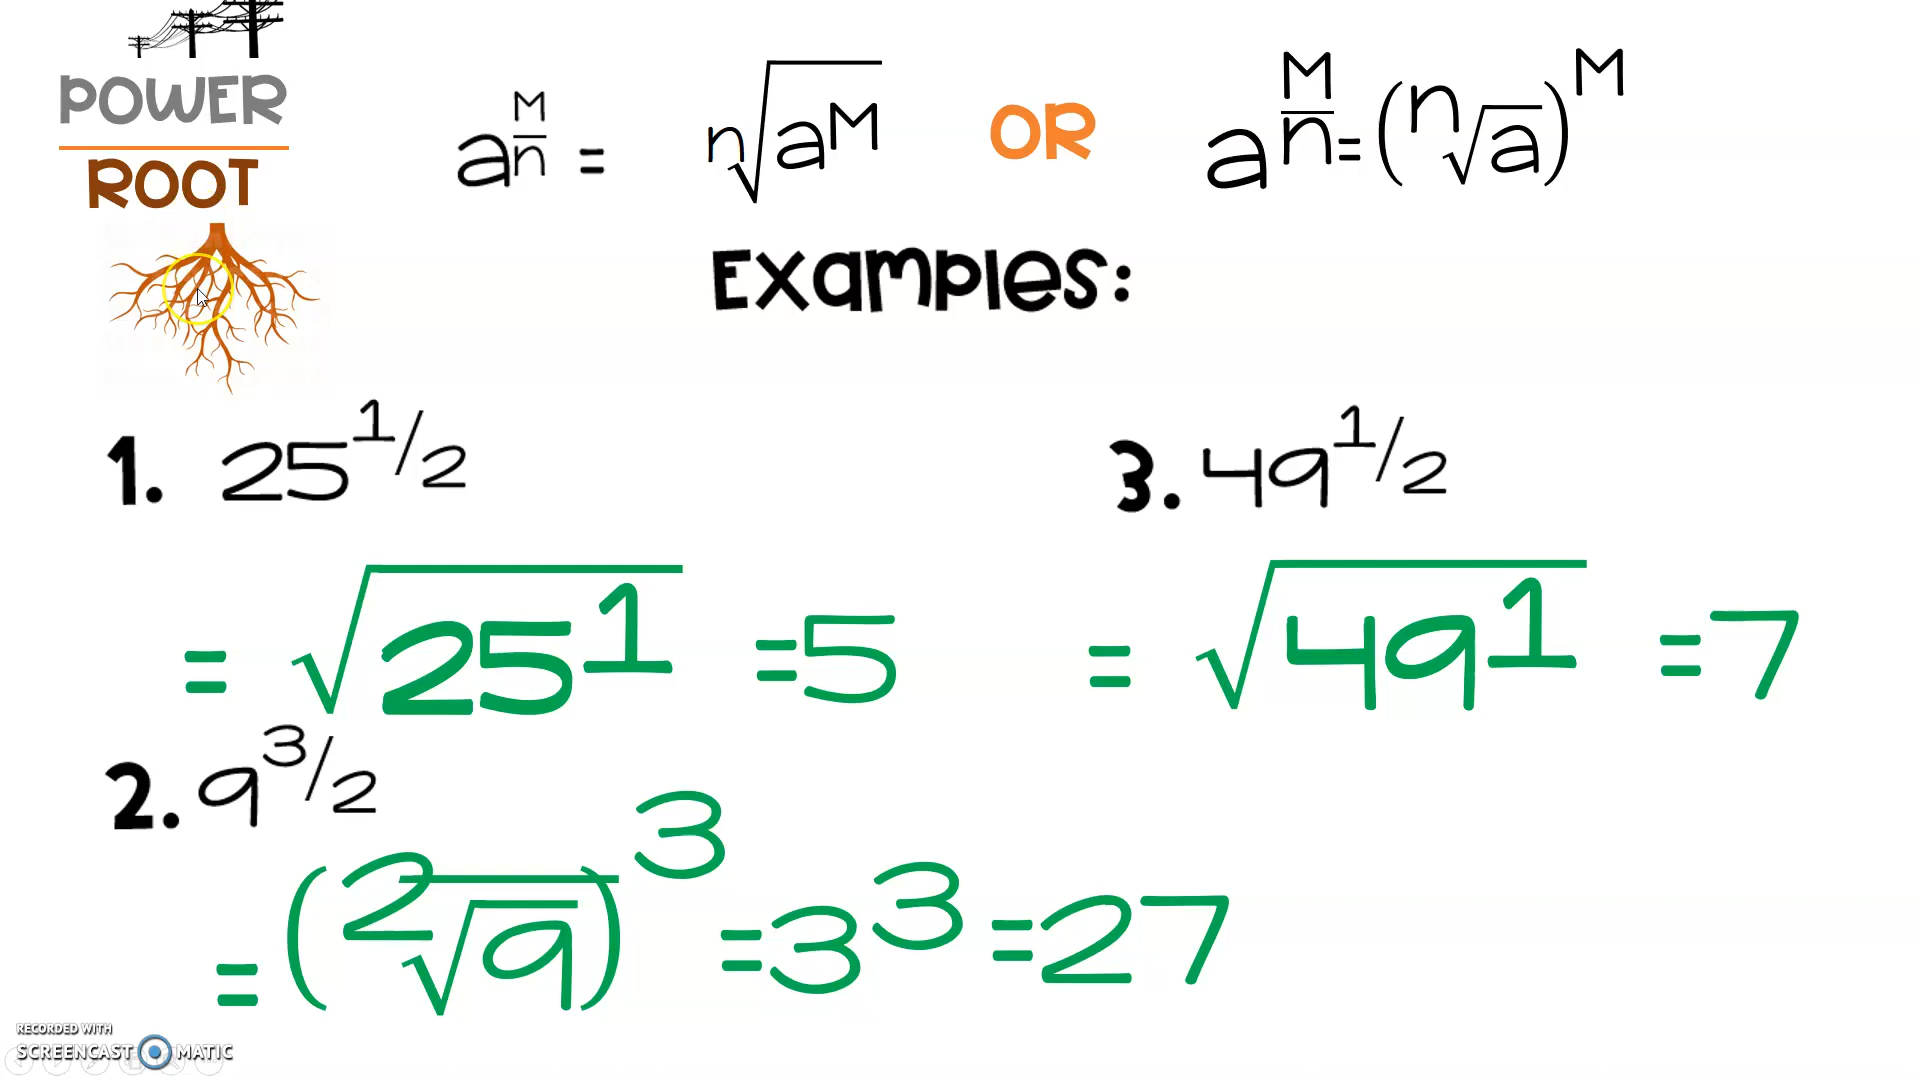 POWER
ROOT
a^(M/n) = n√(a^M) OR a^(M/n) = (n√a)^M
Examples:
1. 25^1/2
= √25^1 =5
3. 49^1/2
= √49^1 =7
2. 9^3/2
= (2√9)^3 =3^3=27
RECORDED WITH
SCREENCAST MATIC